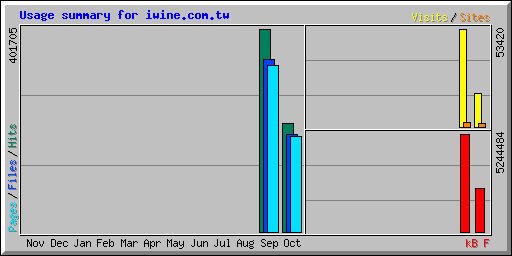 Usage summary for iwine.com.tw
Visits/Sites
401705
53420
Pages/Files/Hits
5244484
Nov Dec Jan Feb Mar Apr May Jun Jul Aug Sep Oct
kB F